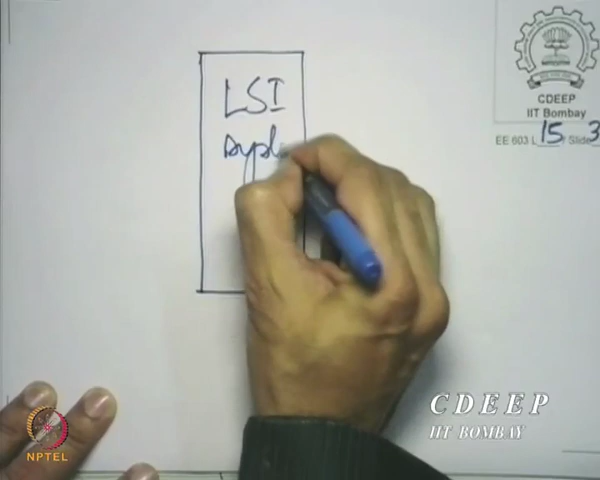 LSI
CDEEP
IIT Bombay
EE 603 L 15 / Slide 3
CDEEP
IIT BOMBAY
NPTEL